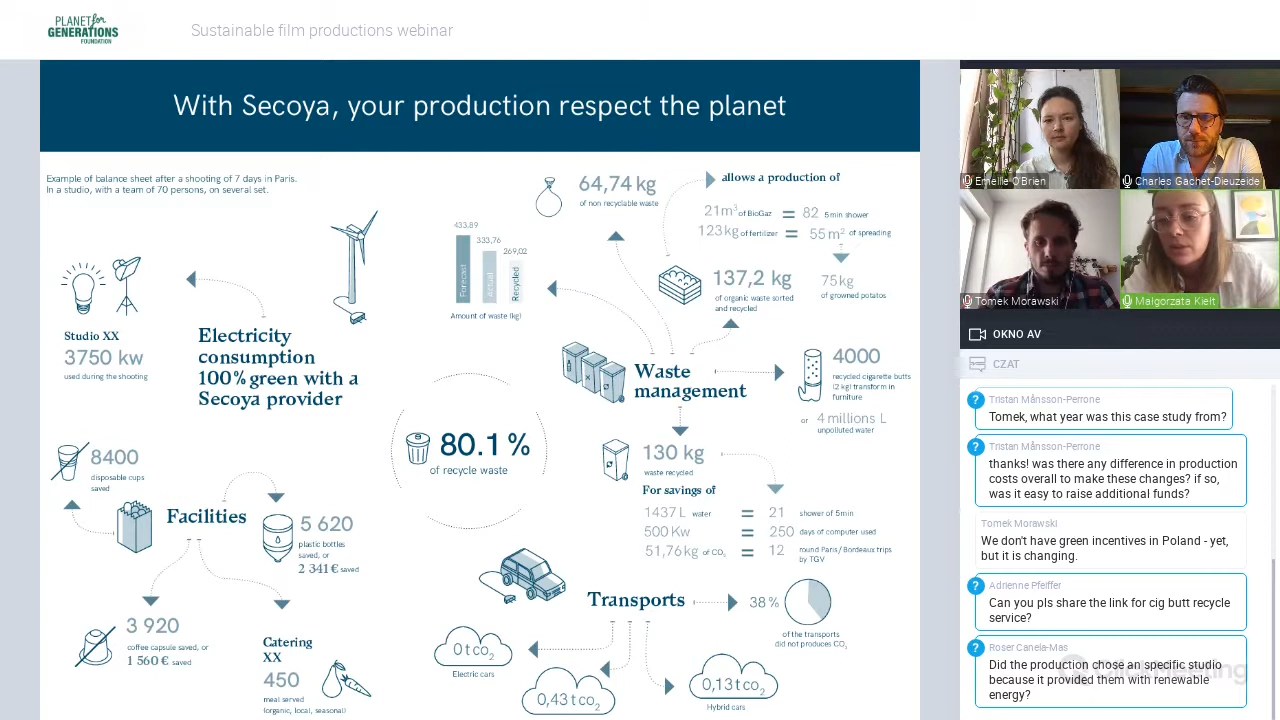 PLANET for
GENERATIONS
FOUNDATION
Sustainable film productions webinar
With Secoya, your production respect the planet
Example of balance sheet after a shooting of 7 days in Paris.
In a studio, with a team of 70 persons, on several set.
Studio XX
3750 kw
used during the shooting
Electricity
consumption
100% green with a
Secoya provider
433,89
333,76
269,02
Forecast
Actual
Recycled
Amount of waste (kg)
64,74 kg
of non recyclable waste
allows a production of
21m³ of BioGaz = 82 5 min shower
123 kg of fertilizer = 55 m² of spreading
137,2 kg
of organic waste sorted
and recycled
75 kg
of growned potatos
Waste
management
4000
recycled cigarette butts
(2 kg) transform in
furniture
or 4 millions L
unpolluted water
80.1 %
of recycle waste
130 kg
waste recycled
For savings of
1437 L water = 21 shower of 5 min
500 Kw = 250 days of computer used
51,76 kg of CO₂ = 12 round Paris / Bordeaux trips
by TGV
8400
disposable cups
saved
Facilities
5 620
plastic bottles
saved, or
2 341 € saved
3 920
coffee capsule saved, or
1 560 € saved
Catering
XX
450
meal served
(organic, local, seasonal)
Transports
38 %
of the transports
did not produces CO₂
0 t co₂
Electric cars
0,43 t co₂
0,13 t co₂
Hybrid cars
Emeille O'Brien
Charles Gachet-Dieuzeide
Tomek Morawski
Małgorzata Kiełt
OKNO AV
CZAT
Tristan Månsson-Perrone
Tomek, what year was this case study from?
Tristan Månsson-Perrone
thanks! was there any difference in production
costs overall to make these changes? if so,
was it easy to raise additional funds?
Tomek Morawski
We don't have green incentives in Poland - yet,
but it is changing.
Adrienne Pfeiffer
Can you pls share the link for cig butt recycle
service?
Roser Canela-Mas
Did the production chose an specific studio
because it provided them with renewable
energy?